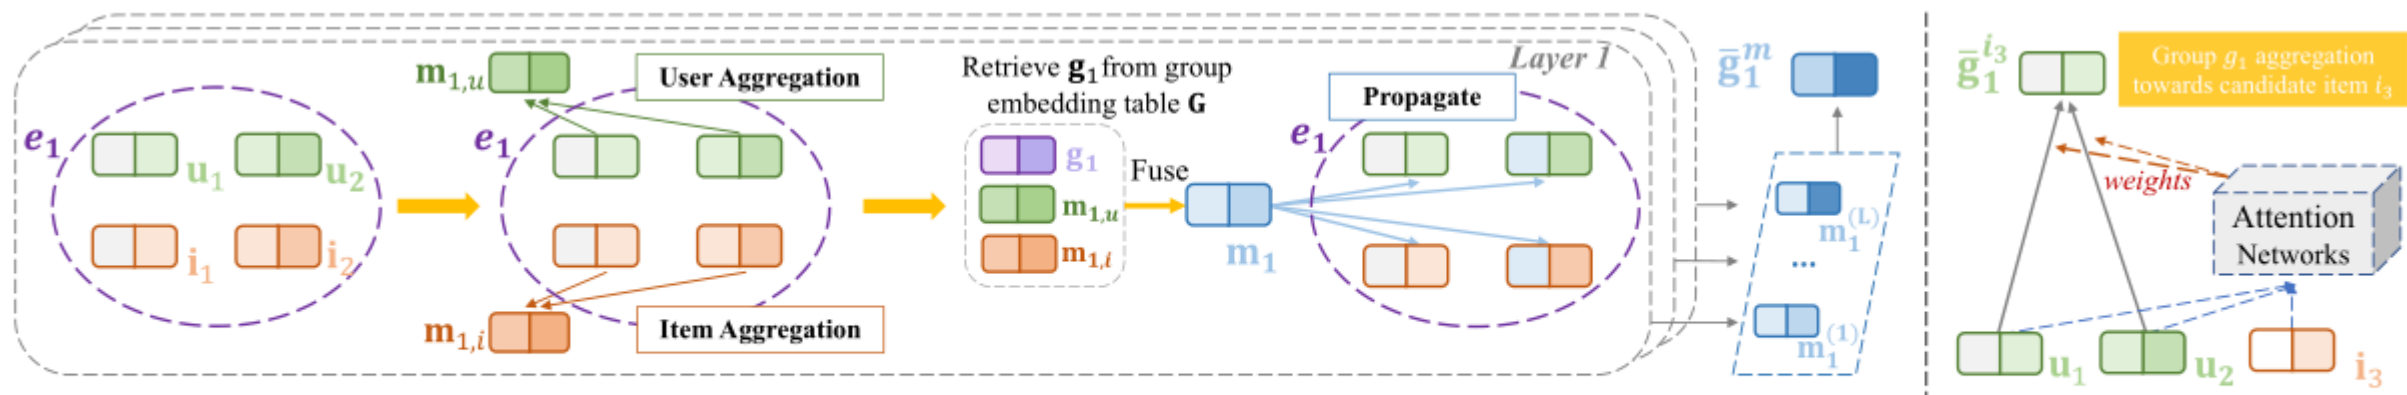 e₁
u₁
u₂
i₁
i₂
m₁,ᵤ
User Aggregation
e₁
m₁,ᵢ
Item Aggregation
Retrieve g₁ from group
embedding table G
g₁
m₁,ᵤ
m₁,ᵢ
Fuse
m₁
Layer 1
Propagate
e₁
ḡ₁ᵐ
m₁⁽ᴸ⁾
...
m₁⁽¹⁾
ḡ₁^{i₃}
Group g₁ aggregation
towards candidate item i₃
weights
Attention
Networks
u₁
u₂
i₃